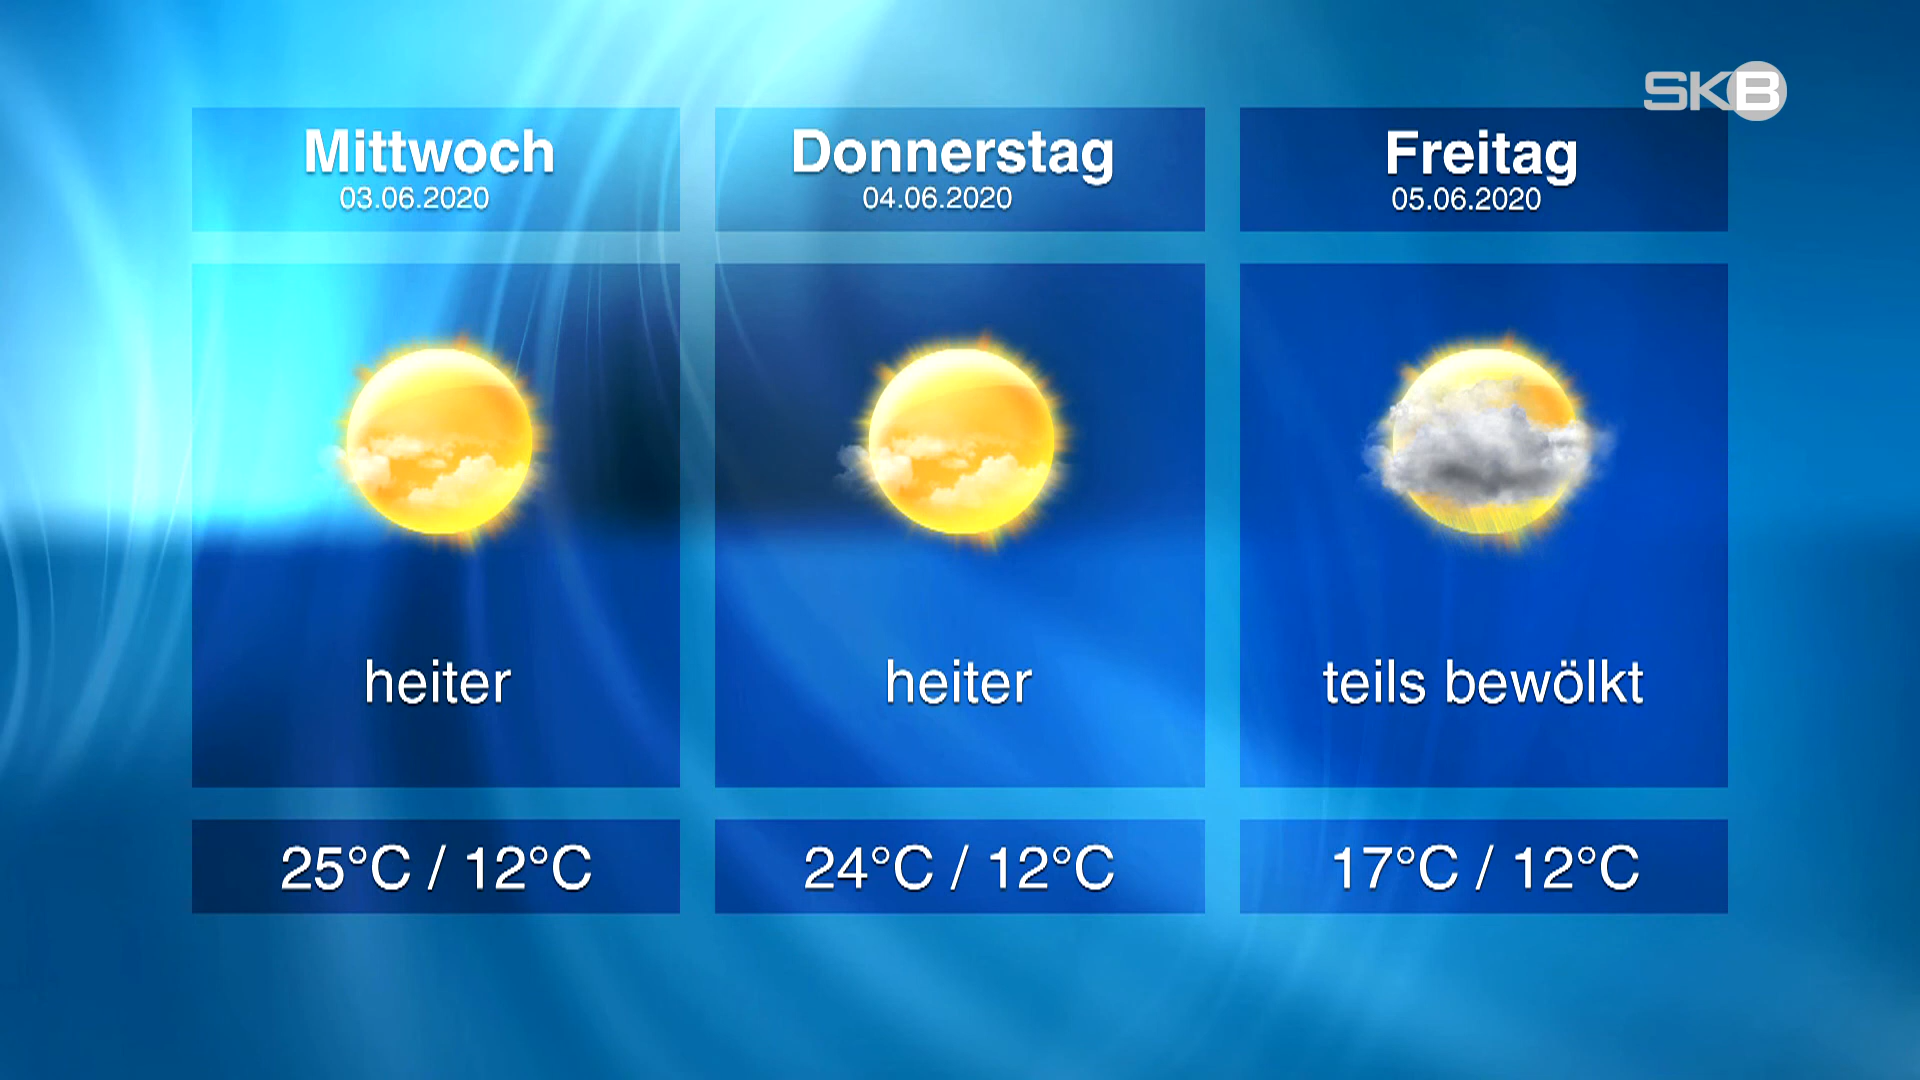 SKB
Mittwoch
03.06.2020
Donnerstag
04.06.2020
Freitag
05.06.2020
heiter
heiter
teils bewölkt
25°C / 12°C
24°C / 12°C
17°C / 12°C